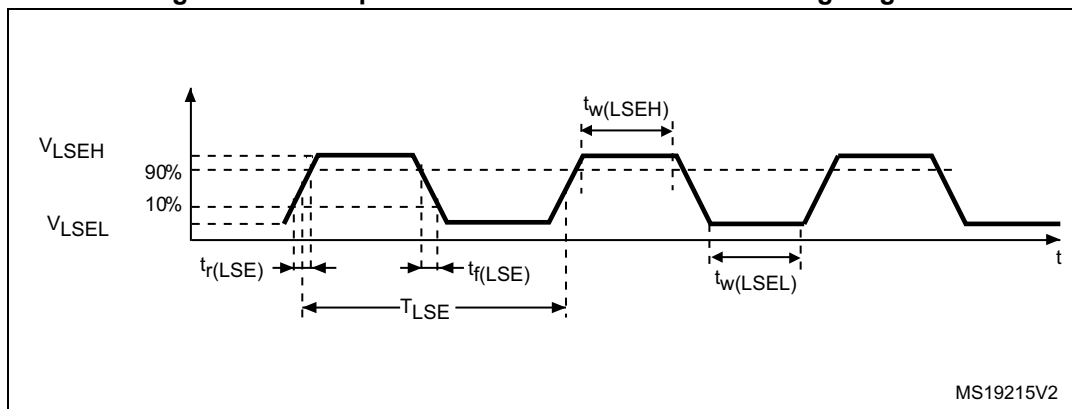 tw(LSEH)
VLSEH
90%
10%
VLSEL
tr(LSE)
tf(LSE)
TLSE
tw(LSEL)
t
MS19215V2